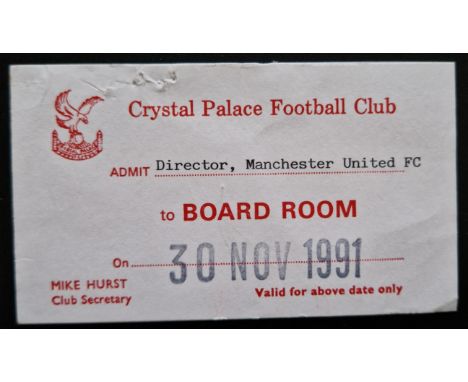 Crystal Palace Football Club
ADMIT Director, Manchester United FC
to BOARD ROOM
On 30 NOV 1991
MIKE HURST
Club Secretary
Valid for above date only